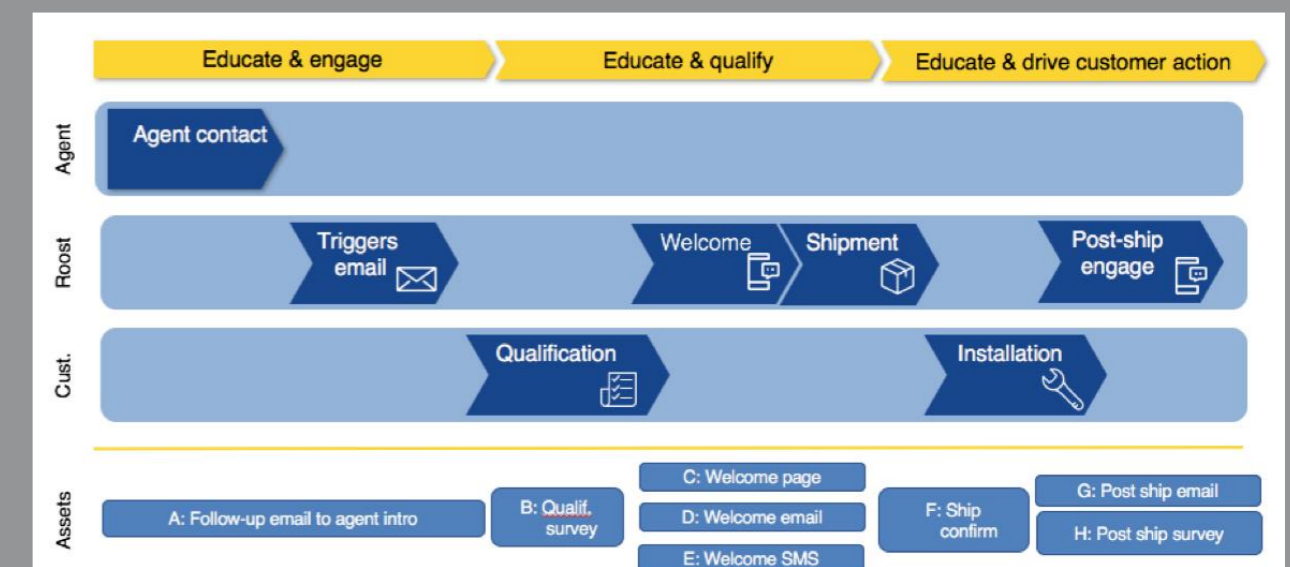 Educate & engage
Educate & qualify
Educate & drive customer action
Agent
Agent contact
Roost
Triggers
email
Welcome
Shipment
Post-ship
engage
Cust.
Qualification
Installation
Assets
A: Follow-up email to agent intro
B: Qualif.
survey
C: Welcome page
D: Welcome email
E: Welcome SMS
F: Ship
confirm
G: Post ship email
H: Post ship survey